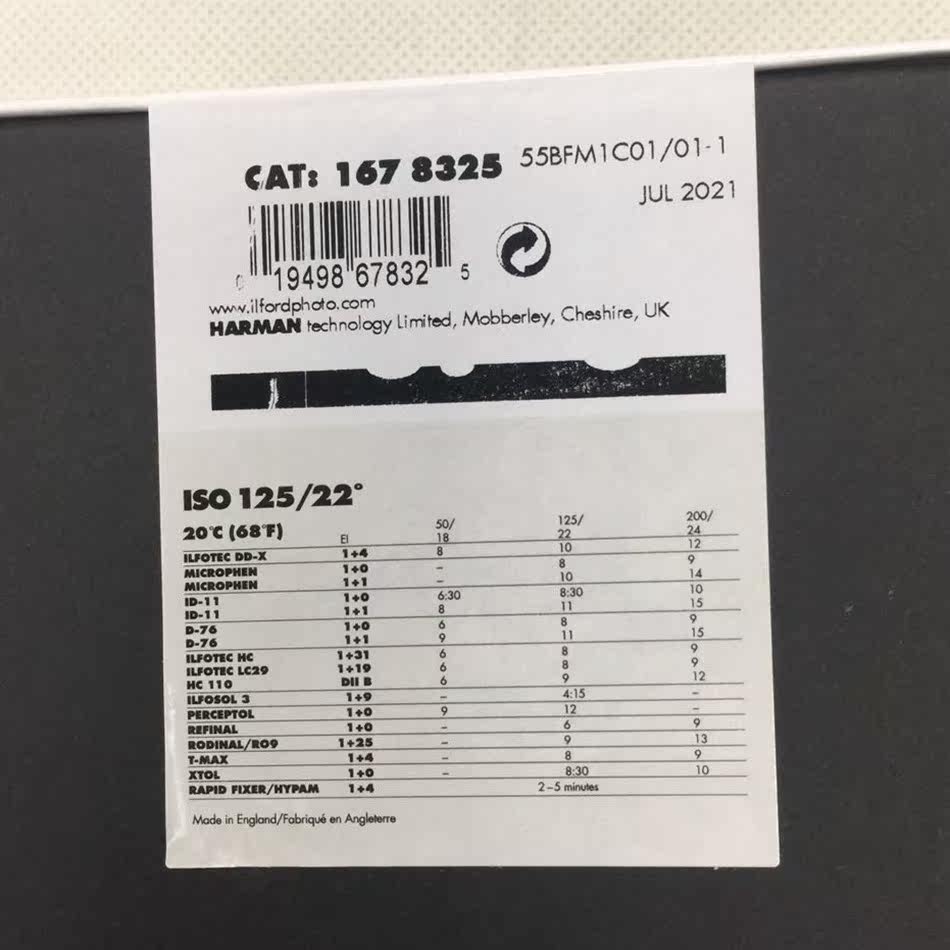 CAT: 167 8325 55BFM1C01/01-1
JUL 2021
0 19498 67832 5
www.ilfordphoto.com
HARMAN technology Limited, Mobberley, Cheshire, UK
ISO 125/22°
20°C (68°F) EI 50/18 125/22 200/24
ILFOTEC DD-X 1+4 8 10 12
MICROPHEN 1+0 – 8 9
MICROPHEN 1+1 – 10 14
ID-11 1+0 6:30 8:30 10
ID-11 1+1 8 11 15
D-76 1+0 6 8 9
D-76 1+1 9 11 15
ILFOTEC HC 1+31 6 8 9
ILFOTEC LC29 1+19 6 8 9
HC 110 Dil B 6 9 12
ILFOSOL 3 1+9 – 4:15 –
PERCEPTOL 1+0 9 12 –
REFINAL 1+0 – 6 9
RODINAL/RO9 1+25 – 9 13
T-MAX 1+4 – 8 9
XTOL 1+0 – 8:30 10
RAPID FIXER/HYPAM 1+4 2–5 minutes
Made in England/Fabriqué en Angleterre